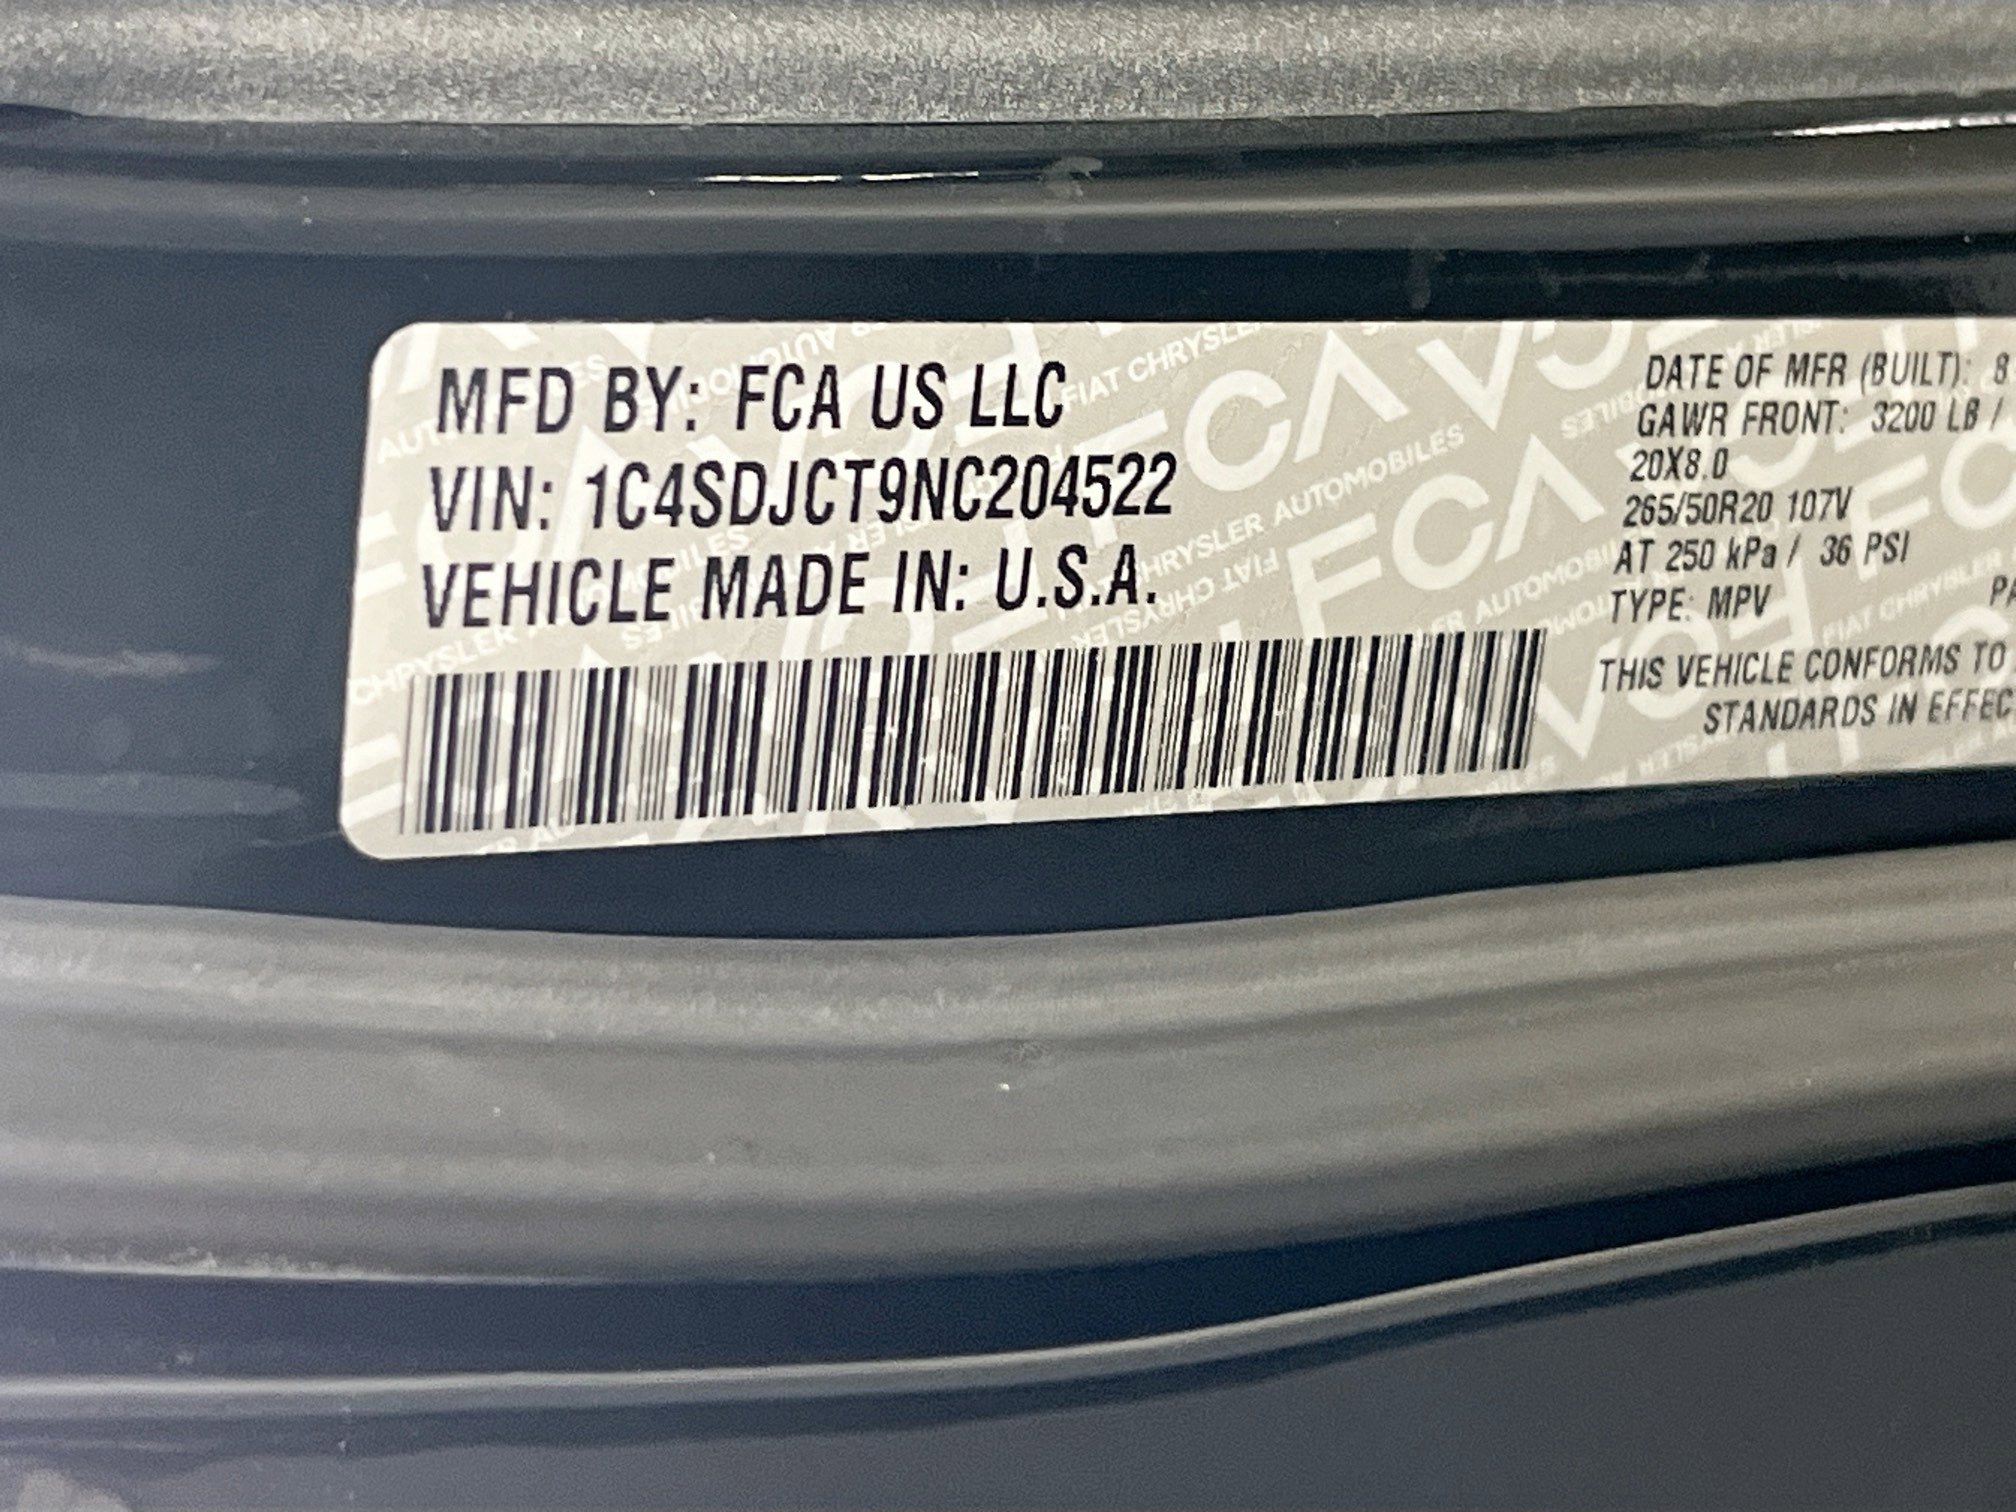 MFD BY: FCA US LLC
VIN: 1C4SDJCT9NC204522
VEHICLE MADE IN: U.S.A.
DATE OF MFR (BUILT): 8
GAWR FRONT: 3200 LB /
20X8.0
265/50R20 107V
AT 250 kPa / 36 PSI
TYPE: MPV
THIS VEHICLE CONFORMS TO
STANDARDS IN EFFEC